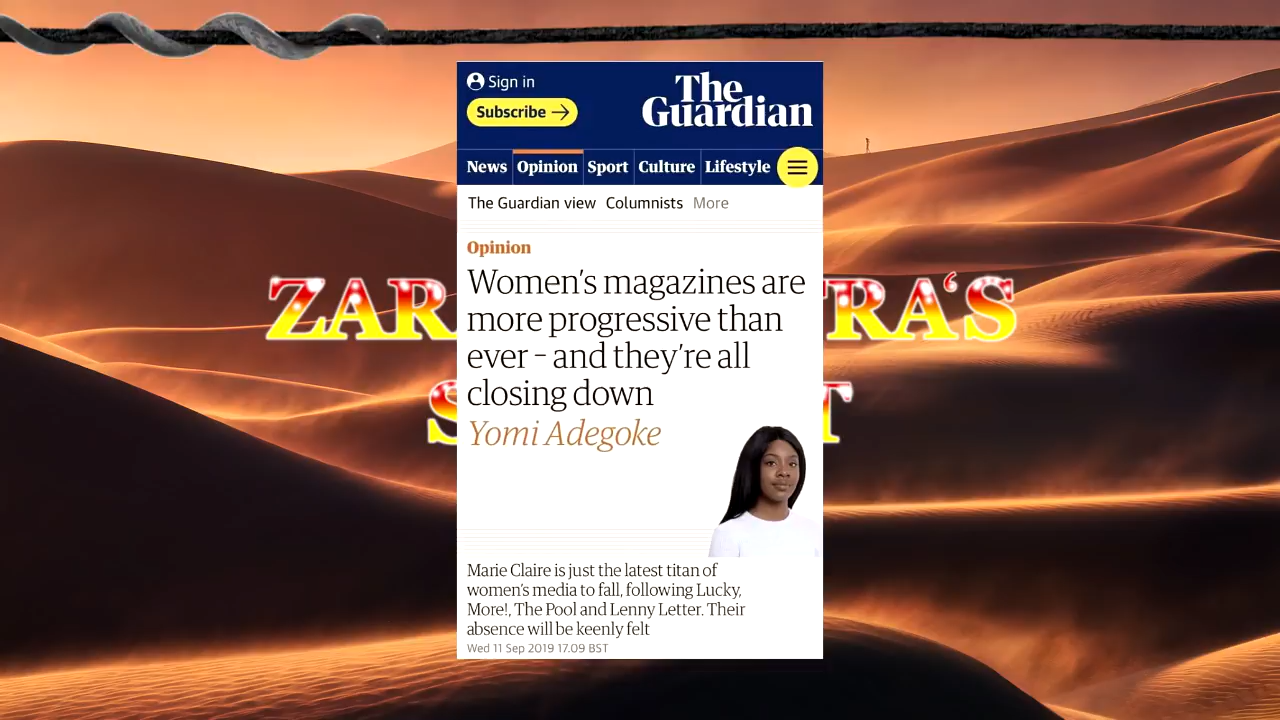 Sign in
The
Guardian
Subscribe
News Opinion Sport Culture Lifestyle
The Guardian view Columnists More
Opinion
Women's magazines are
more progressive than
ever – and they're all
closing down
Yomi Adegoke
Marie Claire is just the latest titan of
women's media to fall, following Lucky,
More!, The Pool and Lenny Letter. Their
absence will be keenly felt
Wed 11 Sep 2019 17.09 BST